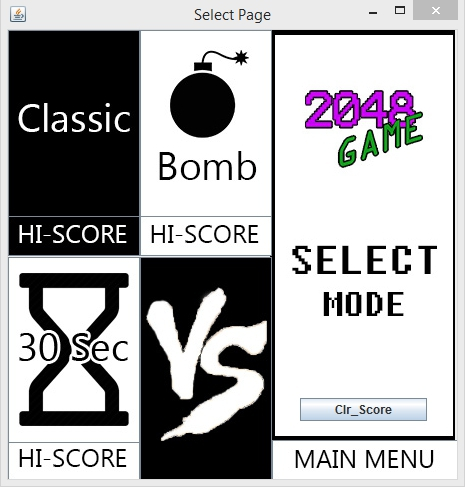 Select Page
Classic
HI-SCORE
Bomb
HI-SCORE
30 Sec
HI-SCORE
VS
2048
GAME
SELECT
MODE
Clr_Score
MAIN MENU